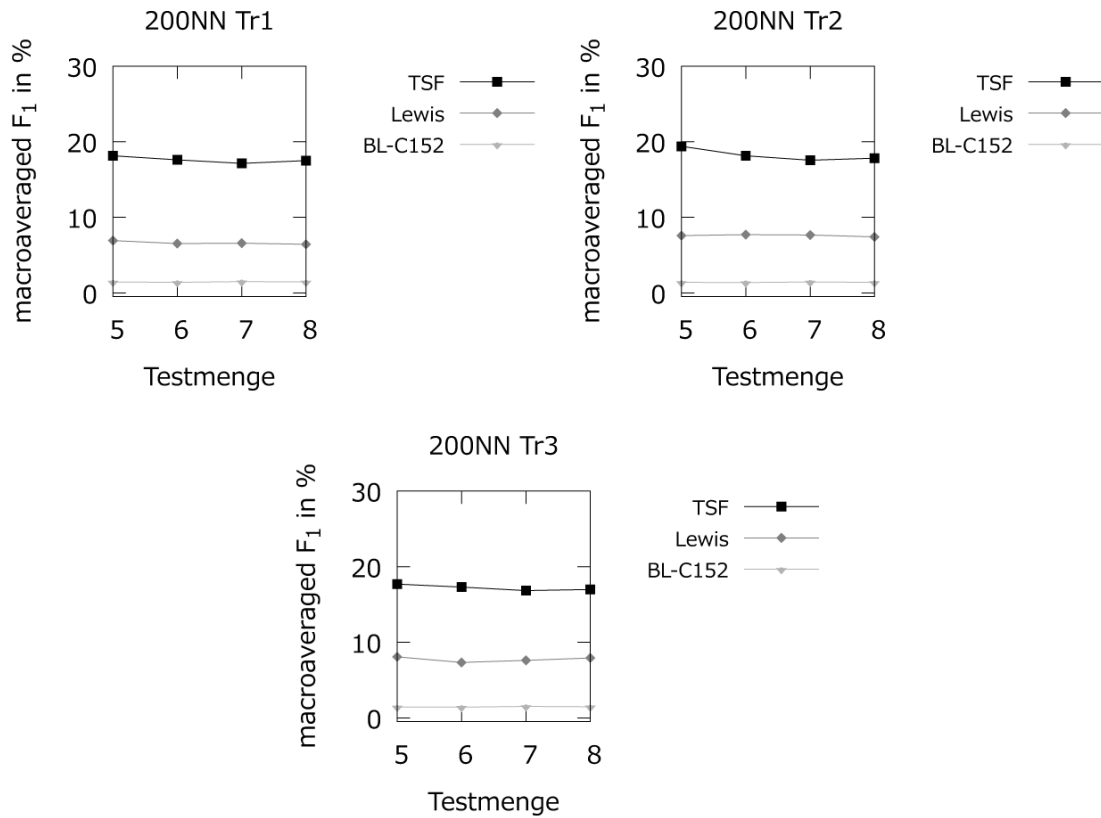 200NN Tr1
macroaveraged F1 in %
30
20
10
0
5 6 7 8
Testmenge
TSF
Lewis
BL-C152
200NN Tr2
macroaveraged F1 in %
30
20
10
0
5 6 7 8
Testmenge
TSF
Lewis
BL-C152
200NN Tr3
macroaveraged F1 in %
30
20
10
0
5 6 7 8
Testmenge
TSF
Lewis
BL-C152